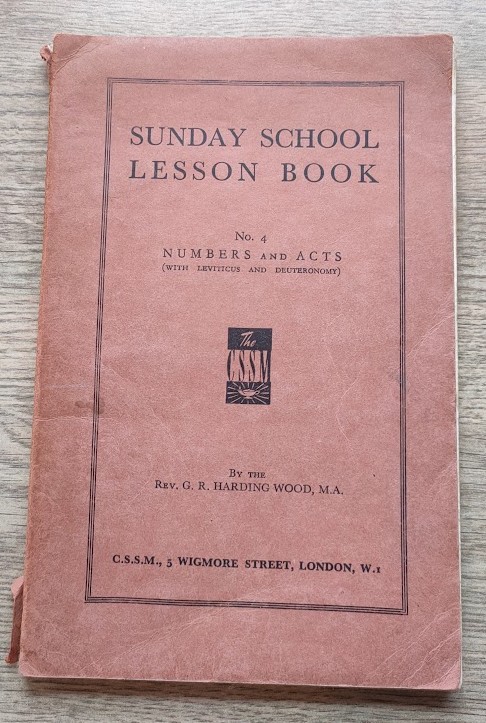 SUNDAY SCHOOL
LESSON BOOK
No. 4
NUMBERS AND ACTS
(WITH LEVITICUS AND DEUTERONOMY)
The
CSSM
BY THE
REV. G. R. HARDING WOOD, M.A.
C.S.S.M., 5 WIGMORE STREET, LONDON, W.1